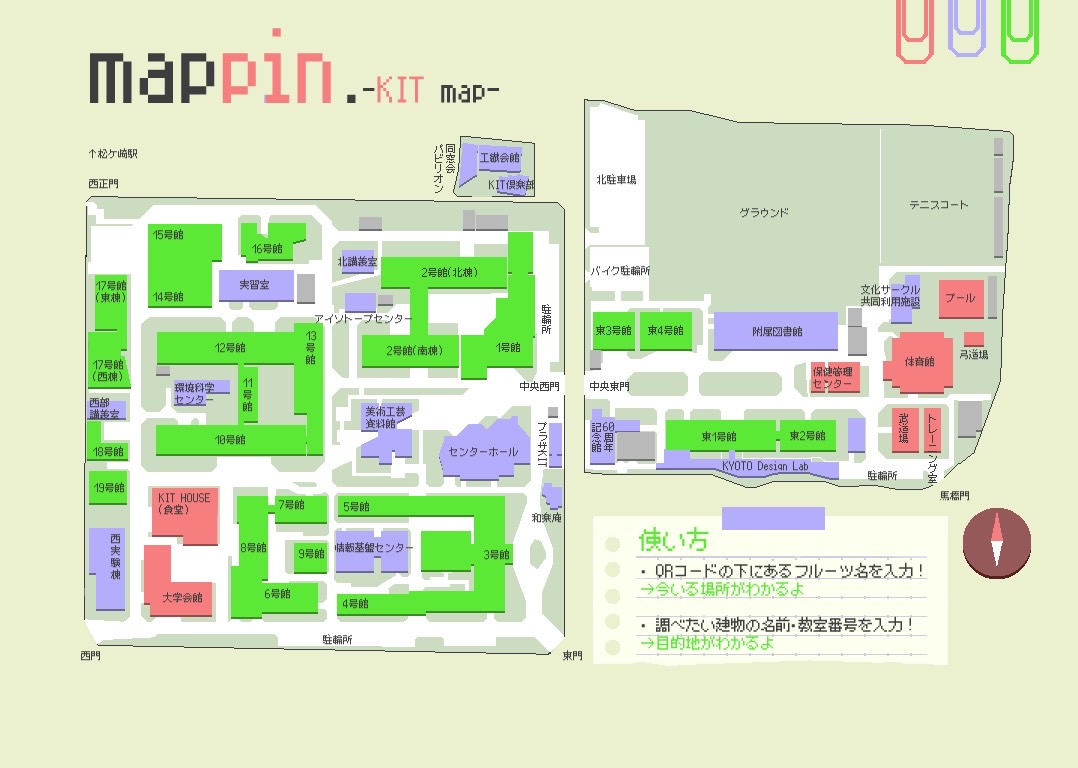 mappin.-KIT map-
↑松ケ崎駅
西正門
同窓会
パビリオン
工繊会館
KIT倶楽部
北駐車場
グラウンド
テニスコート
15号館
14号館
16号館
17号館
(東棟)
17号館
(西棟)
実習室
北講義室
2号館(北棟)
アイソトープセンター
2号館(南棟)
1号館
駐輪所
12号館
13号館
11号館
10号館
環境科学
センター
西部
講義室
18号館
19号館
バイク駐輪所
東3号館
東4号館
附属図書館
文化サークル
共同利用施設
プール
弓道場
体育館
保健管理
センター
中央西門
中央東門
美術工芸
資料館
センターホール
プラザKIT
和楽庵
60周年
記念館
東1号館
東2号館
KYOTO Design Lab
武道場
トレーニング室
駐輪所
馬橋門
KIT HOUSE
(食堂)
西実験棟
大学会館
7号館
8号館
9号館
6号館
5号館
情報基盤センター
3号館
4号館
駐輪所
西門
東門
使い方
・QRコードの下にあるフルーツ名を入力!
→今いる場所がわかるよ
・調べたい建物の名前・教室番号を入力!
→目的地がわかるよ